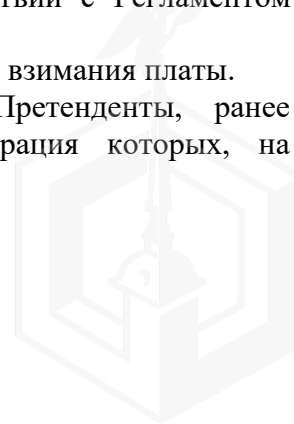 ствии с Регламентом
взимания платы.
Претенденты, ранее
рация которых, на